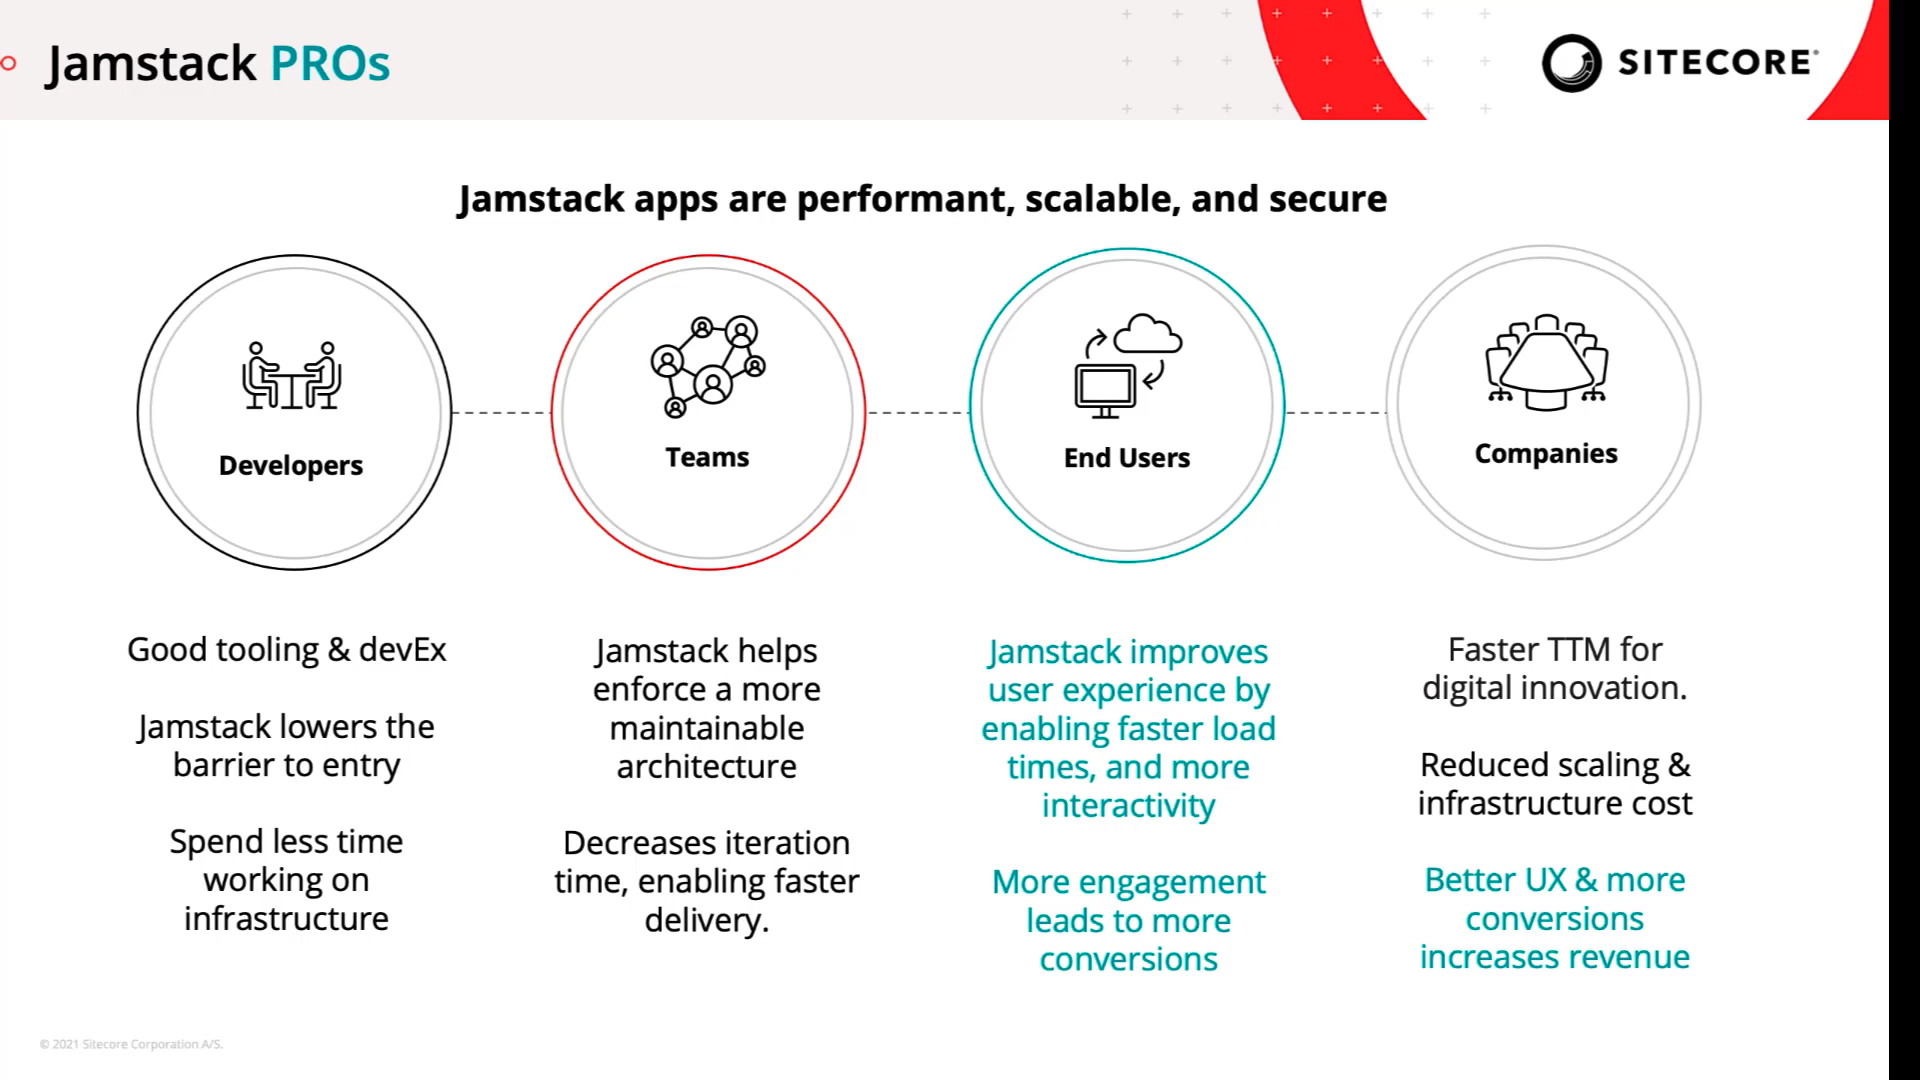 Jamstack PROs
SITECORE
Jamstack apps are performant, scalable, and secure
Developers
Teams
End Users
Companies
Good tooling & devEx
Jamstack lowers the
barrier to entry
Spend less time
working on
infrastructure
Jamstack helps
enforce a more
maintainable
architecture
Decreases iteration
time, enabling faster
delivery.
Jamstack improves
user experience by
enabling faster load
times, and more
interactivity
More engagement
leads to more
conversions
Faster TTM for
digital innovation.
Reduced scaling &
infrastructure cost
Better UX & more
conversions
increases revenue
© 2021 Sitecore Corporation A/S.